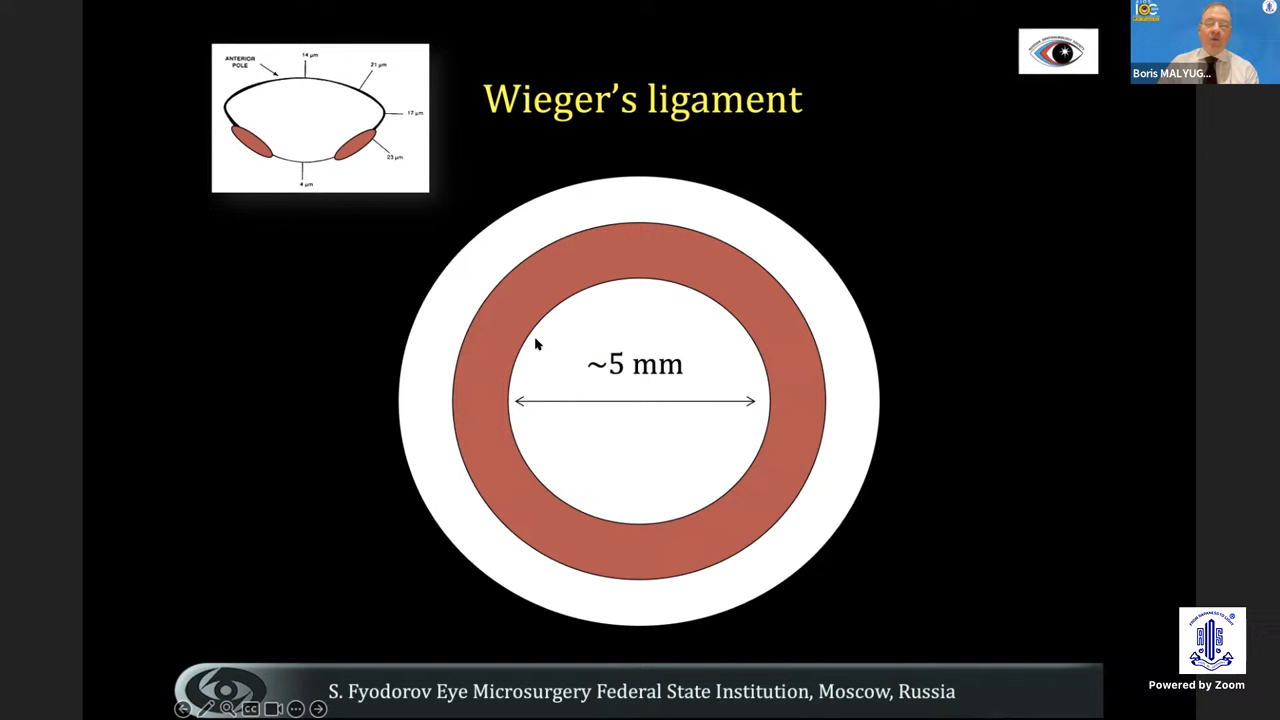 ANTERIOR
POLE
14 µm
21 µm
17 µm
23 µm
4 µm
Wieger's ligament
~5 mm
S. Fyodorov Eye Microsurgery Federal State Institution, Moscow, Russia
CC
Boris MALYUG...
Powered by Zoom